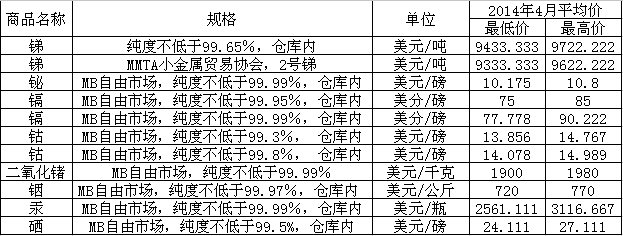 商品名称 规格 单位 2014年4月平均价
最低价 最高价
锑 纯度不低于99.65%，仓库内 美元/吨 9433.333 9722.222
锑 MMTA小金属贸易协会，2号锑 美元/吨 9333.333 9622.222
铋 MB自由市场，纯度不低于99.99%，仓库内 美元/磅 10.175 10.8
镉 MB自由市场，纯度不低于99.95%，仓库内 美分/磅 75 85
镉 MB自由市场，纯度不低于99.99%，仓库内 美分/磅 77.778 90.222
钴 MB自由市场，纯度不低于99.3%，仓库内 美元/磅 13.856 14.767
钴 MB自由市场，纯度不低于99.8%，仓库内 美元/磅 14.078 14.989
二氧化锗 MB自由市场，纯度不低于99.99% 美元/千克 1900 1980
铟 MB自由市场，纯度不低于99.97%，仓库内 美元/公斤 720 770
汞 MB自由市场，纯度不低于99.99%，仓库内 美元/瓶 2561.111 3116.667
硒 MB自由市场，纯度不低于99.5%，仓库内 美元/磅 24.111 27.111